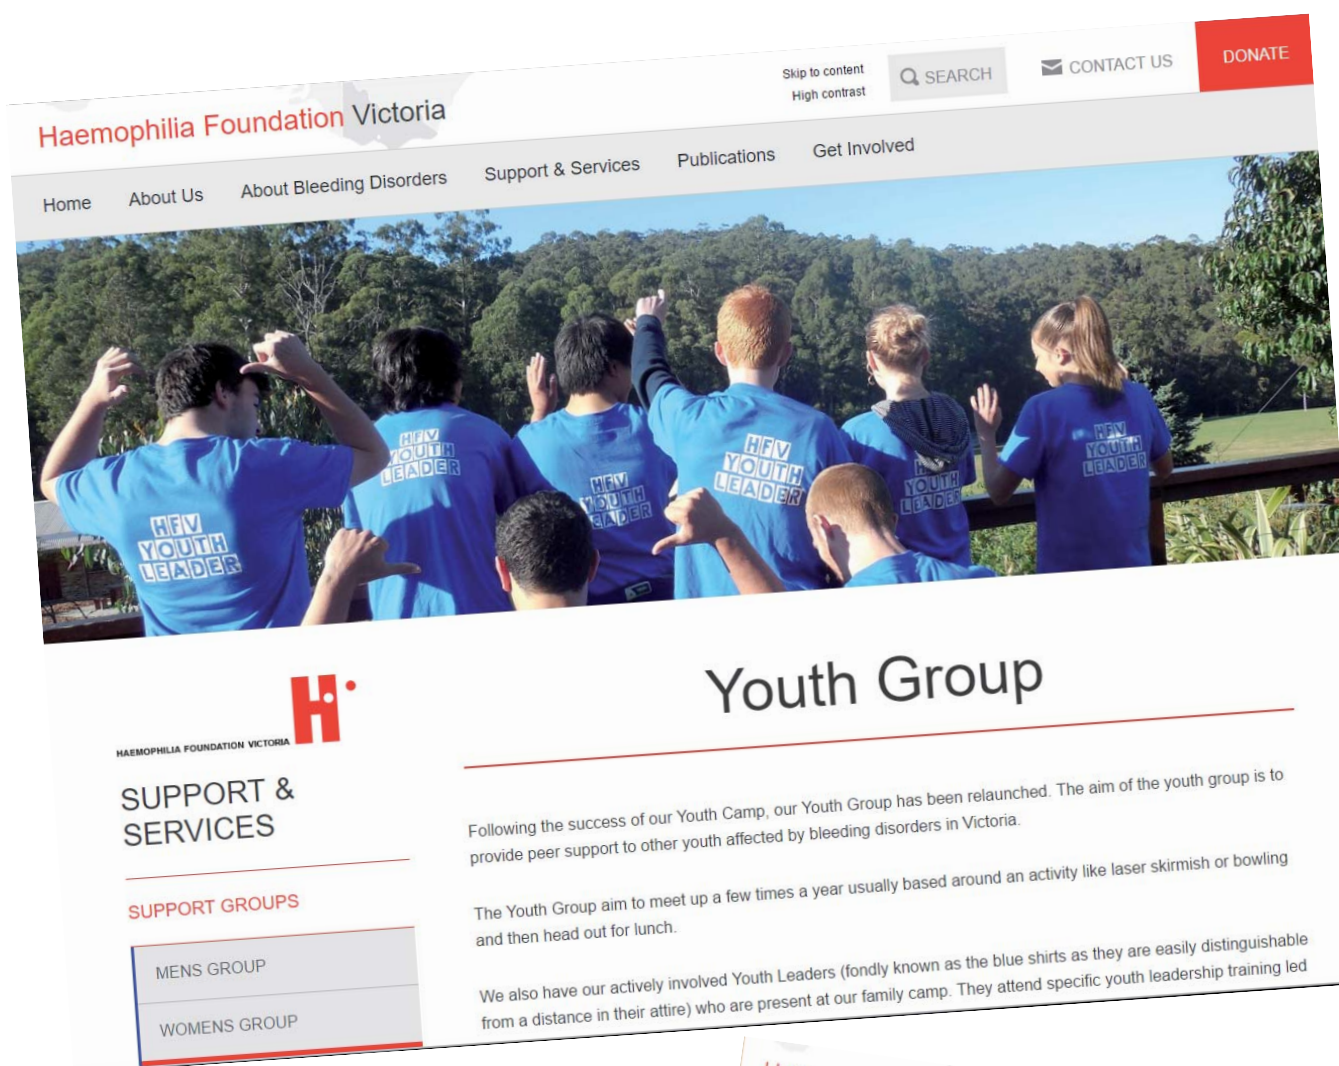 Haemophilia Foundation Victoria
Skip to content
High contrast
SEARCH
CONTACT US
DONATE
Home
About Us
About Bleeding Disorders
Support & Services
Publications
Get Involved
HFV
YOUTH
LEADER
HFV
YOUTH
LEADER
HFV
YOUTH
LEADER
HFV
YOUTH
LEADER
HFV
YOUTH
LEADER
HFV
YOUTH
LEADER
HAEMOPHILIA FOUNDATION VICTORIA
H
SUPPORT &
SERVICES
SUPPORT GROUPS
MENS GROUP
WOMENS GROUP
Youth Group
Following the success of our Youth Camp, our Youth Group has been relaunched. The aim of the youth group is to
provide peer support to other youth affected by bleeding disorders in Victoria.
The Youth Group aim to meet up a few times a year usually based around an activity like laser skirmish or bowling
and then head out for lunch.
We also have our actively involved Youth Leaders (fondly known as the blue shirts as they are easily distinguishable
from a distance in their attire) who are present at our family camp. They attend specific youth leadership training led